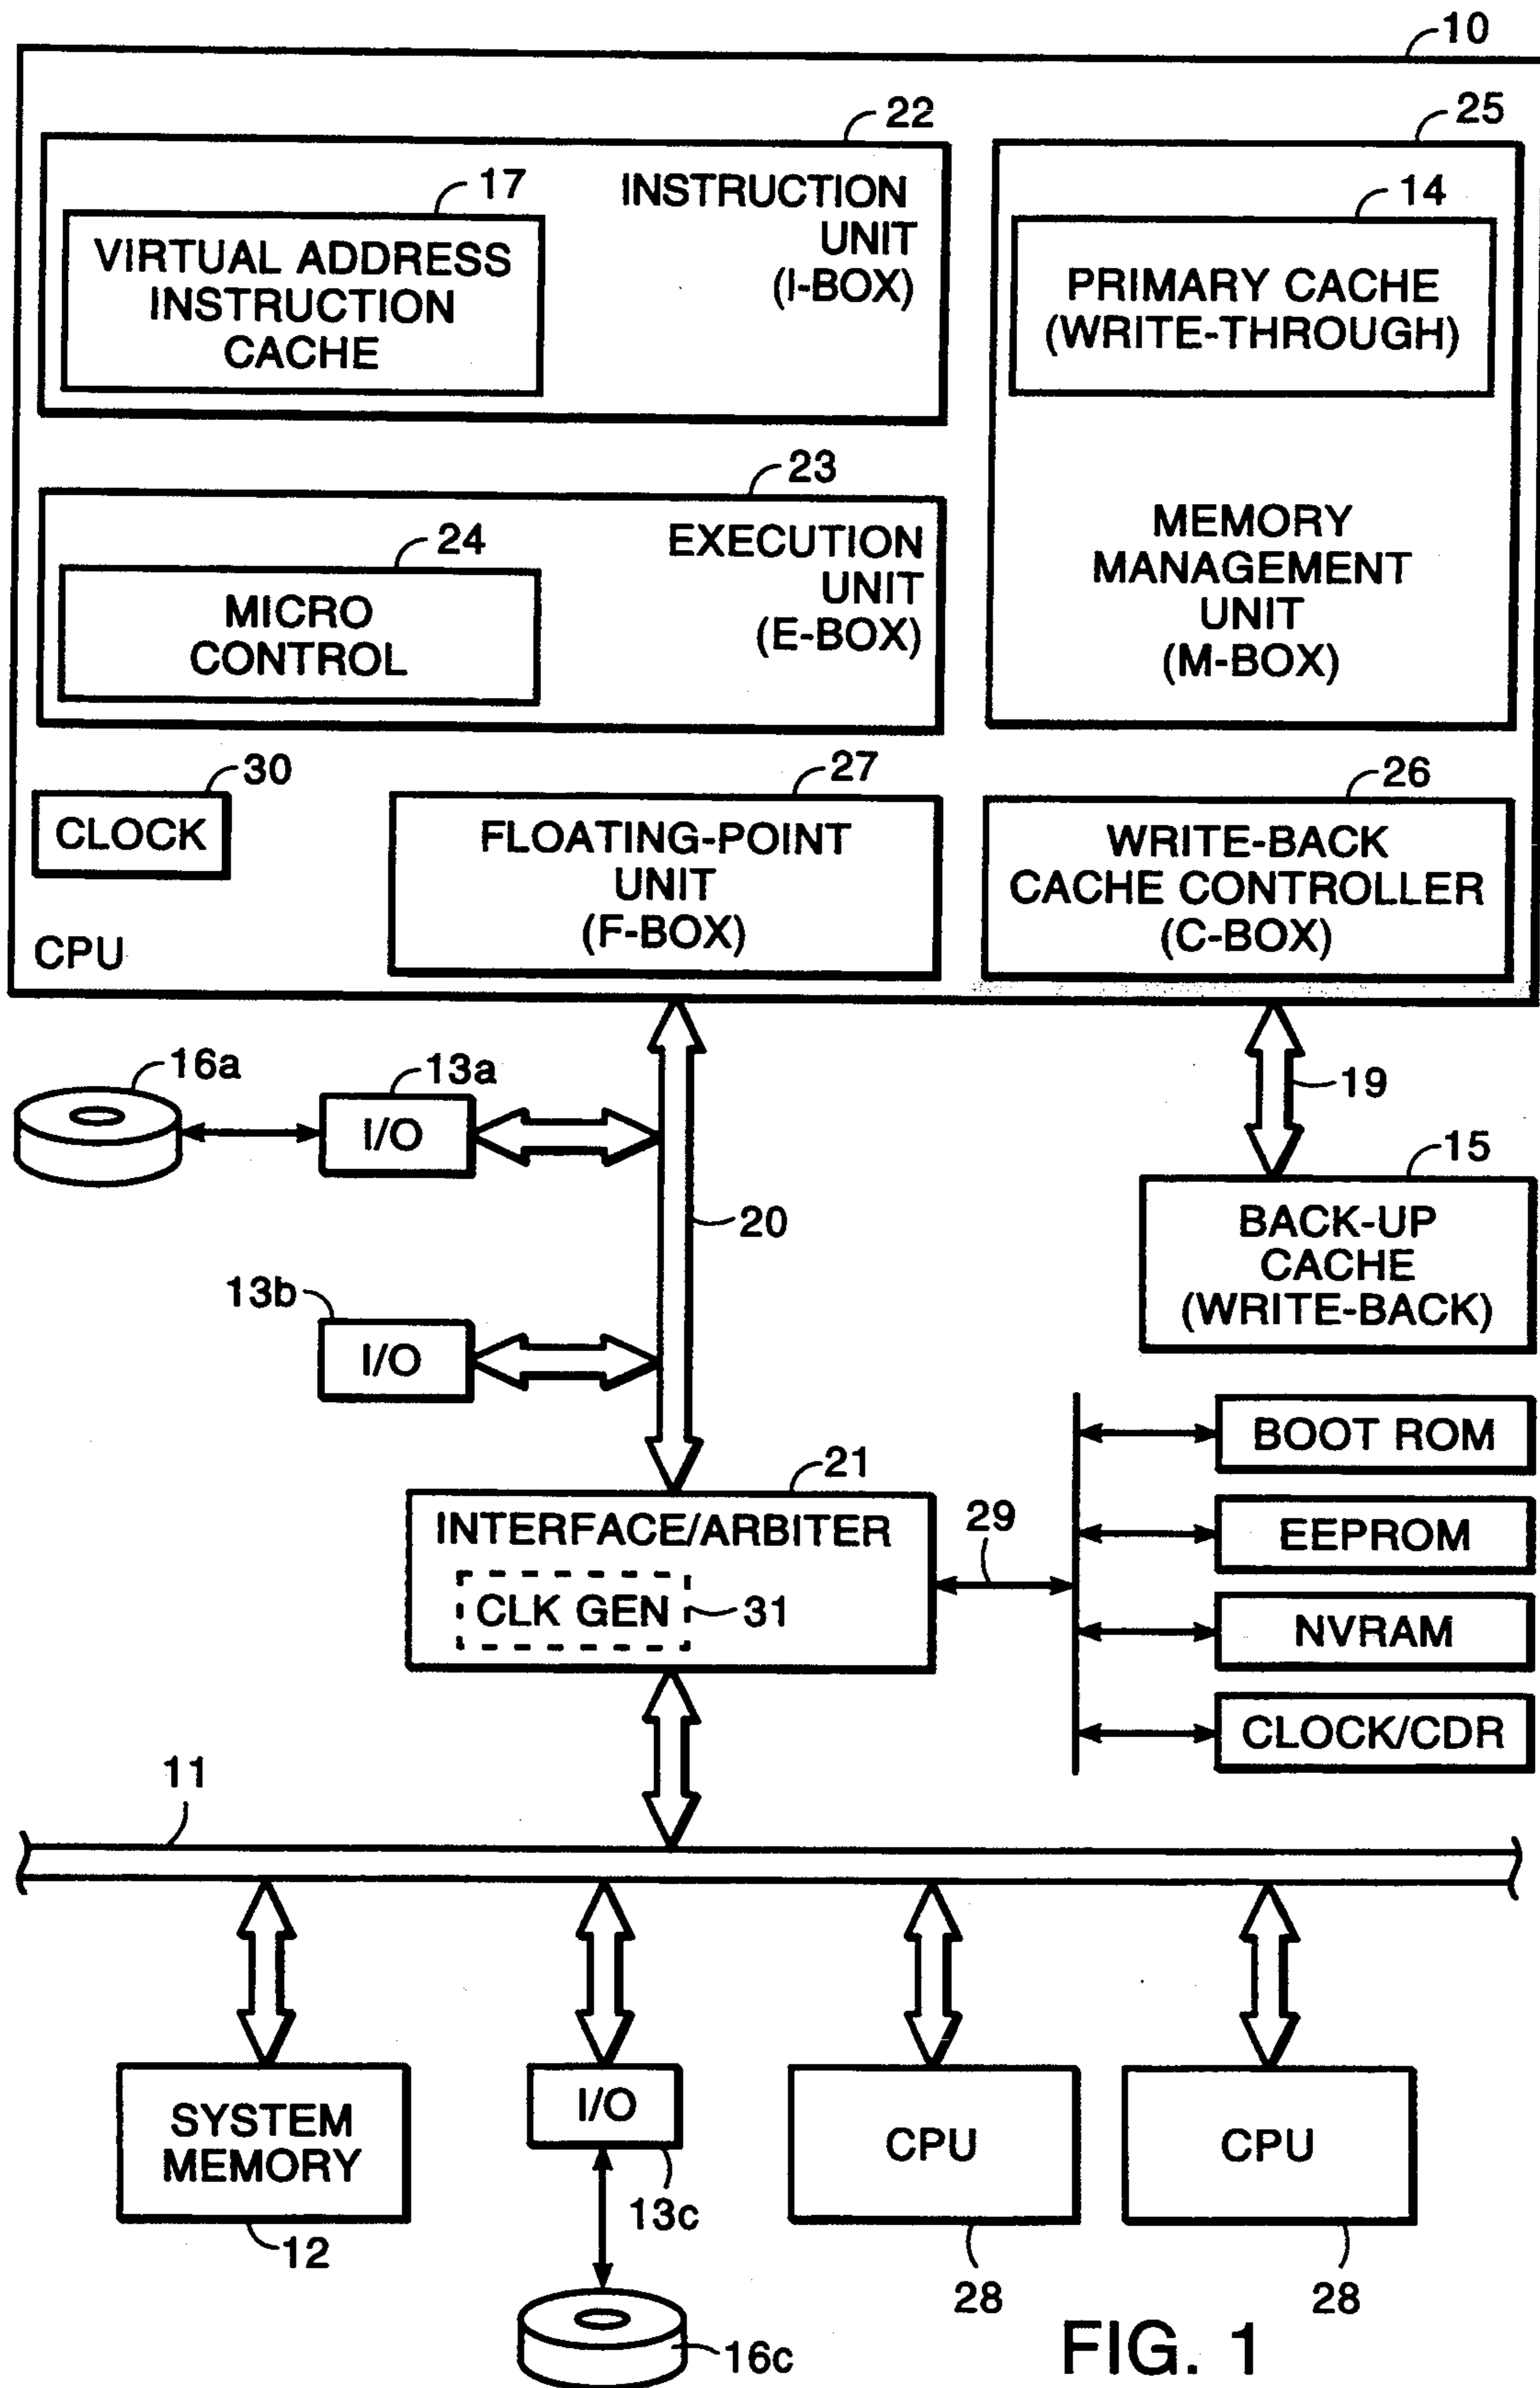 10
22
25
17
14
INSTRUCTION
UNIT
(I-BOX)
VIRTUAL ADDRESS
INSTRUCTION
CACHE
PRIMARY CACHE
(WRITE-THROUGH)
23
24
EXECUTION
UNIT
(E-BOX)
MICRO
CONTROL
MEMORY
MANAGEMENT
UNIT
(M-BOX)
30
27
26
CLOCK
FLOATING-POINT
UNIT
(F-BOX)
WRITE-BACK
CACHE CONTROLLER
(C-BOX)
CPU
16a
13a
I/O
19
20
15
BACK-UP
CACHE
(WRITE-BACK)
13b
I/O
BOOT ROM
21
INTERFACE/ARBITER
CLK GEN
31
29
EEPROM
NVRAM
CLOCK/CDR
11
SYSTEM
MEMORY
12
I/O
13c
CPU
28
CPU
28
16c
FIG. 1